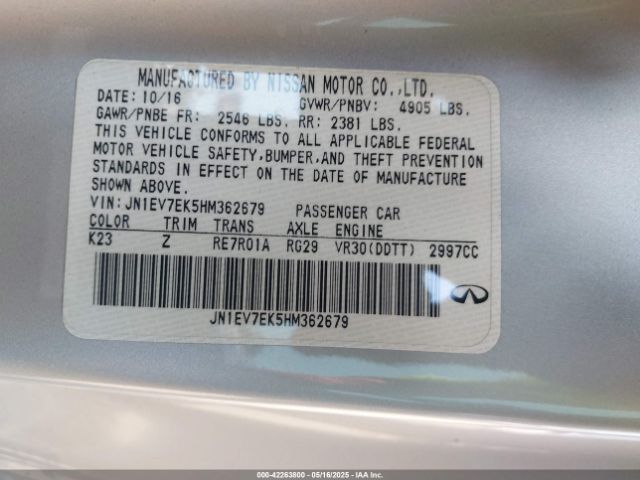 MANUFACTURED BY NISSAN MOTOR CO.,LTD.
DATE: 10/16 GVWR/PNBV: 4905 LBS.
GAWR/PNBE FR: 2546 LBS. RR: 2381 LBS.
THIS VEHICLE CONFORMS TO ALL APPLICABLE FEDERAL
MOTOR VEHICLE SAFETY,BUMPER,AND THEFT PREVENTION
STANDARDS IN EFFECT ON THE DATE OF MANUFACTURE
SHOWN ABOVE.
VIN: JN1EV7EK5HM362679 PASSENGER CAR
COLOR TRIM TRANS AXLE ENGINE
K23 Z RE7R01A RG29 VR30(DDTT) 2997CC
JN1EV7EK5HM362679
000-42263800 - 05/16/2025 - IAAI.COM